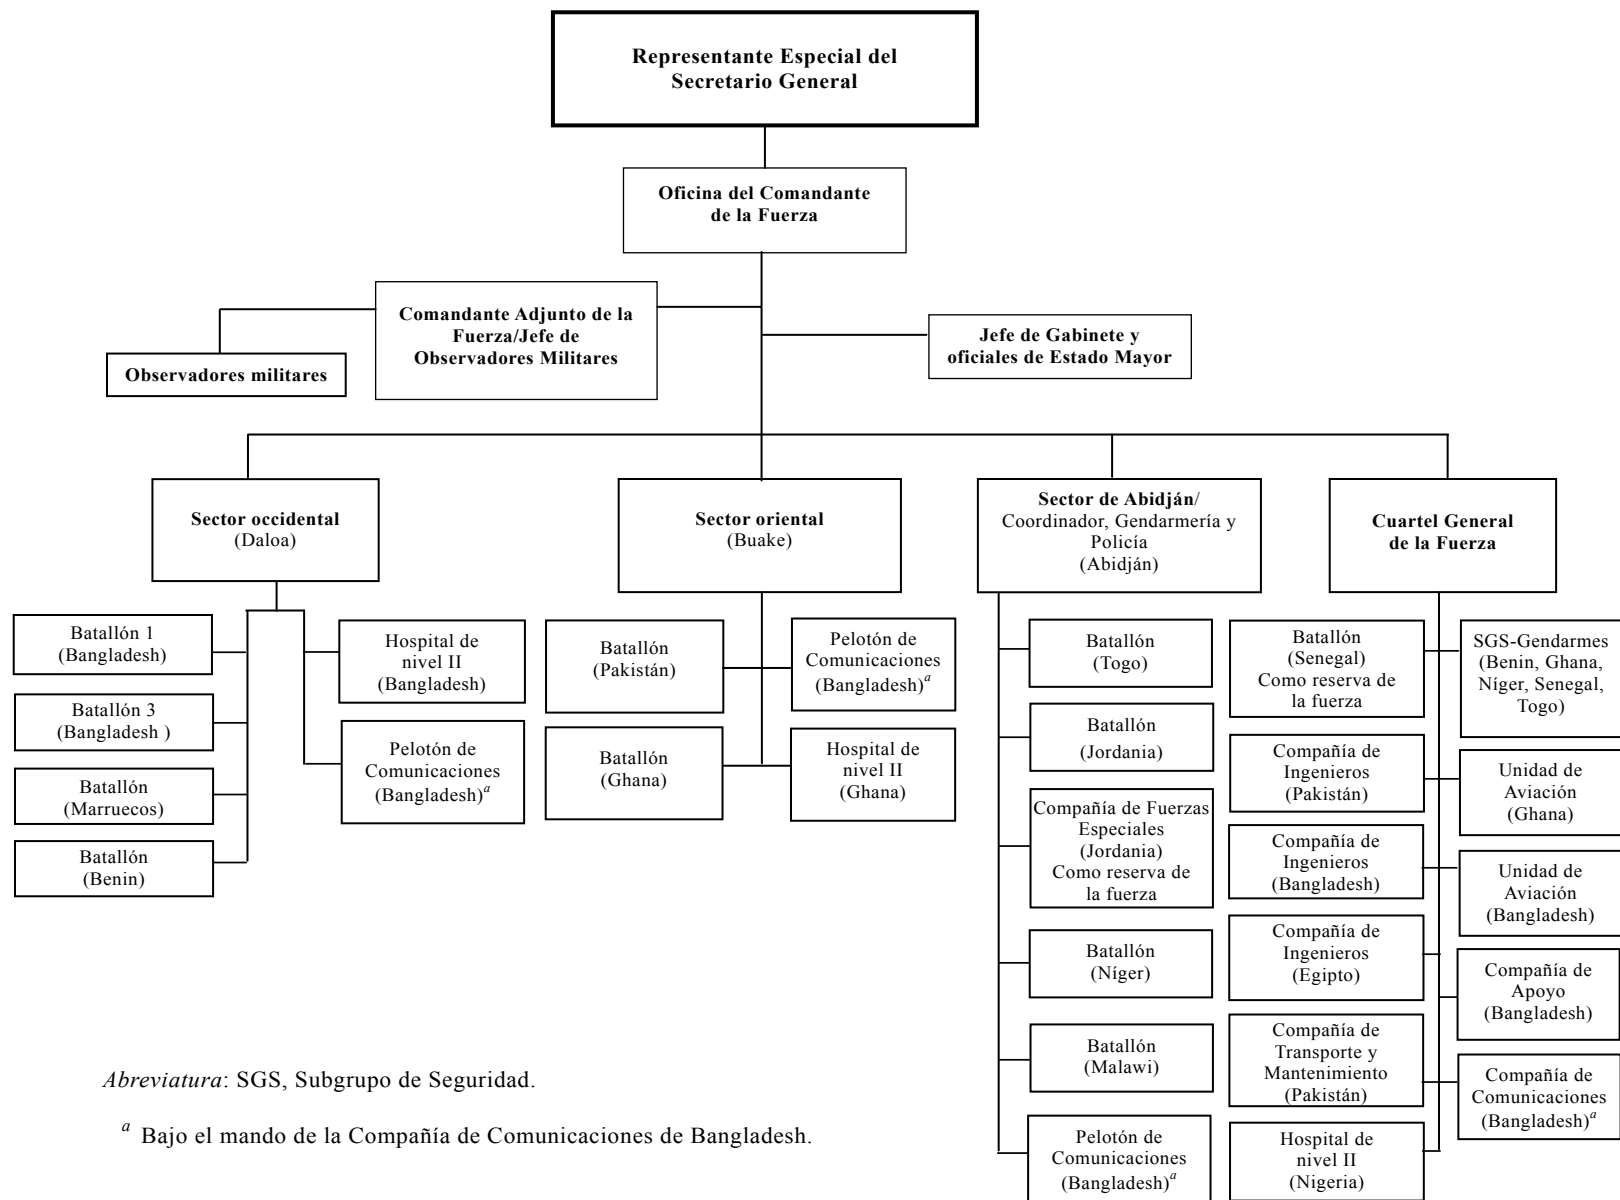 Representante Especial del
Secretario General
Oficina del Comandante
de la Fuerza
Comandante Adjunto de la
Fuerza/Jefe de
Observadores Militares
Jefe de Gabinete y
oficiales de Estado Mayor
Observadores militares
Sector occidental
(Daloa)
Sector oriental
(Buake)
Sector de Abidján/
Coordinador, Gendarmería y
Policía
(Abidján)
Cuartel General
de la Fuerza
Batallón 1
(Bangladesh)
Batallón 3
(Bangladesh )
Batallón
(Marruecos)
Batallón
(Benin)
Hospital de
nivel II
(Bangladesh)
Pelotón de
Comunicaciones
(Bangladesh)a
Batallón
(Pakistán)
Batallón
(Ghana)
Pelotón de
Comunicaciones
(Bangladesh)a
Hospital de
nivel II
(Ghana)
Batallón
(Togo)
Batallón
(Jordania)
Compañía de Fuerzas
Especiales
(Jordania)
Como reserva de
la fuerza
Batallón
(Níger)
Batallón
(Malawi)
Pelotón de
Comunicaciones
(Bangladesh)a
Batallón
(Senegal)
Como reserva de
la fuerza
Compañía de
Ingenieros
(Pakistán)
Compañía de
Ingenieros
(Bangladesh)
Compañía de
Ingenieros
(Egipto)
Compañía de
Transporte y
Mantenimiento
(Pakistán)
Hospital de
nivel II
(Nigeria)
SGS-Gendarmes
(Benin, Ghana,
Níger, Senegal,
Togo)
Unidad de
Aviación
(Ghana)
Unidad de
Aviación
(Bangladesh)
Compañía de
Apoyo
(Bangladesh)
Compañía de
Comunicaciones
(Bangladesh)a
Abreviatura: SGS, Subgrupo de Seguridad.
a Bajo el mando de la Compañía de Comunicaciones de Bangladesh.